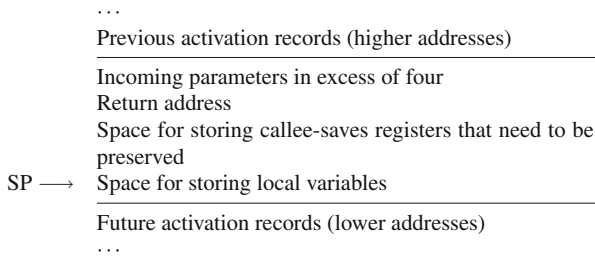 ...
Previous activation records (higher addresses)
Incoming parameters in excess of four
Return address
Space for storing callee-saves registers that need to be
preserved
SP ⟶ Space for storing local variables
Future activation records (lower addresses)
...